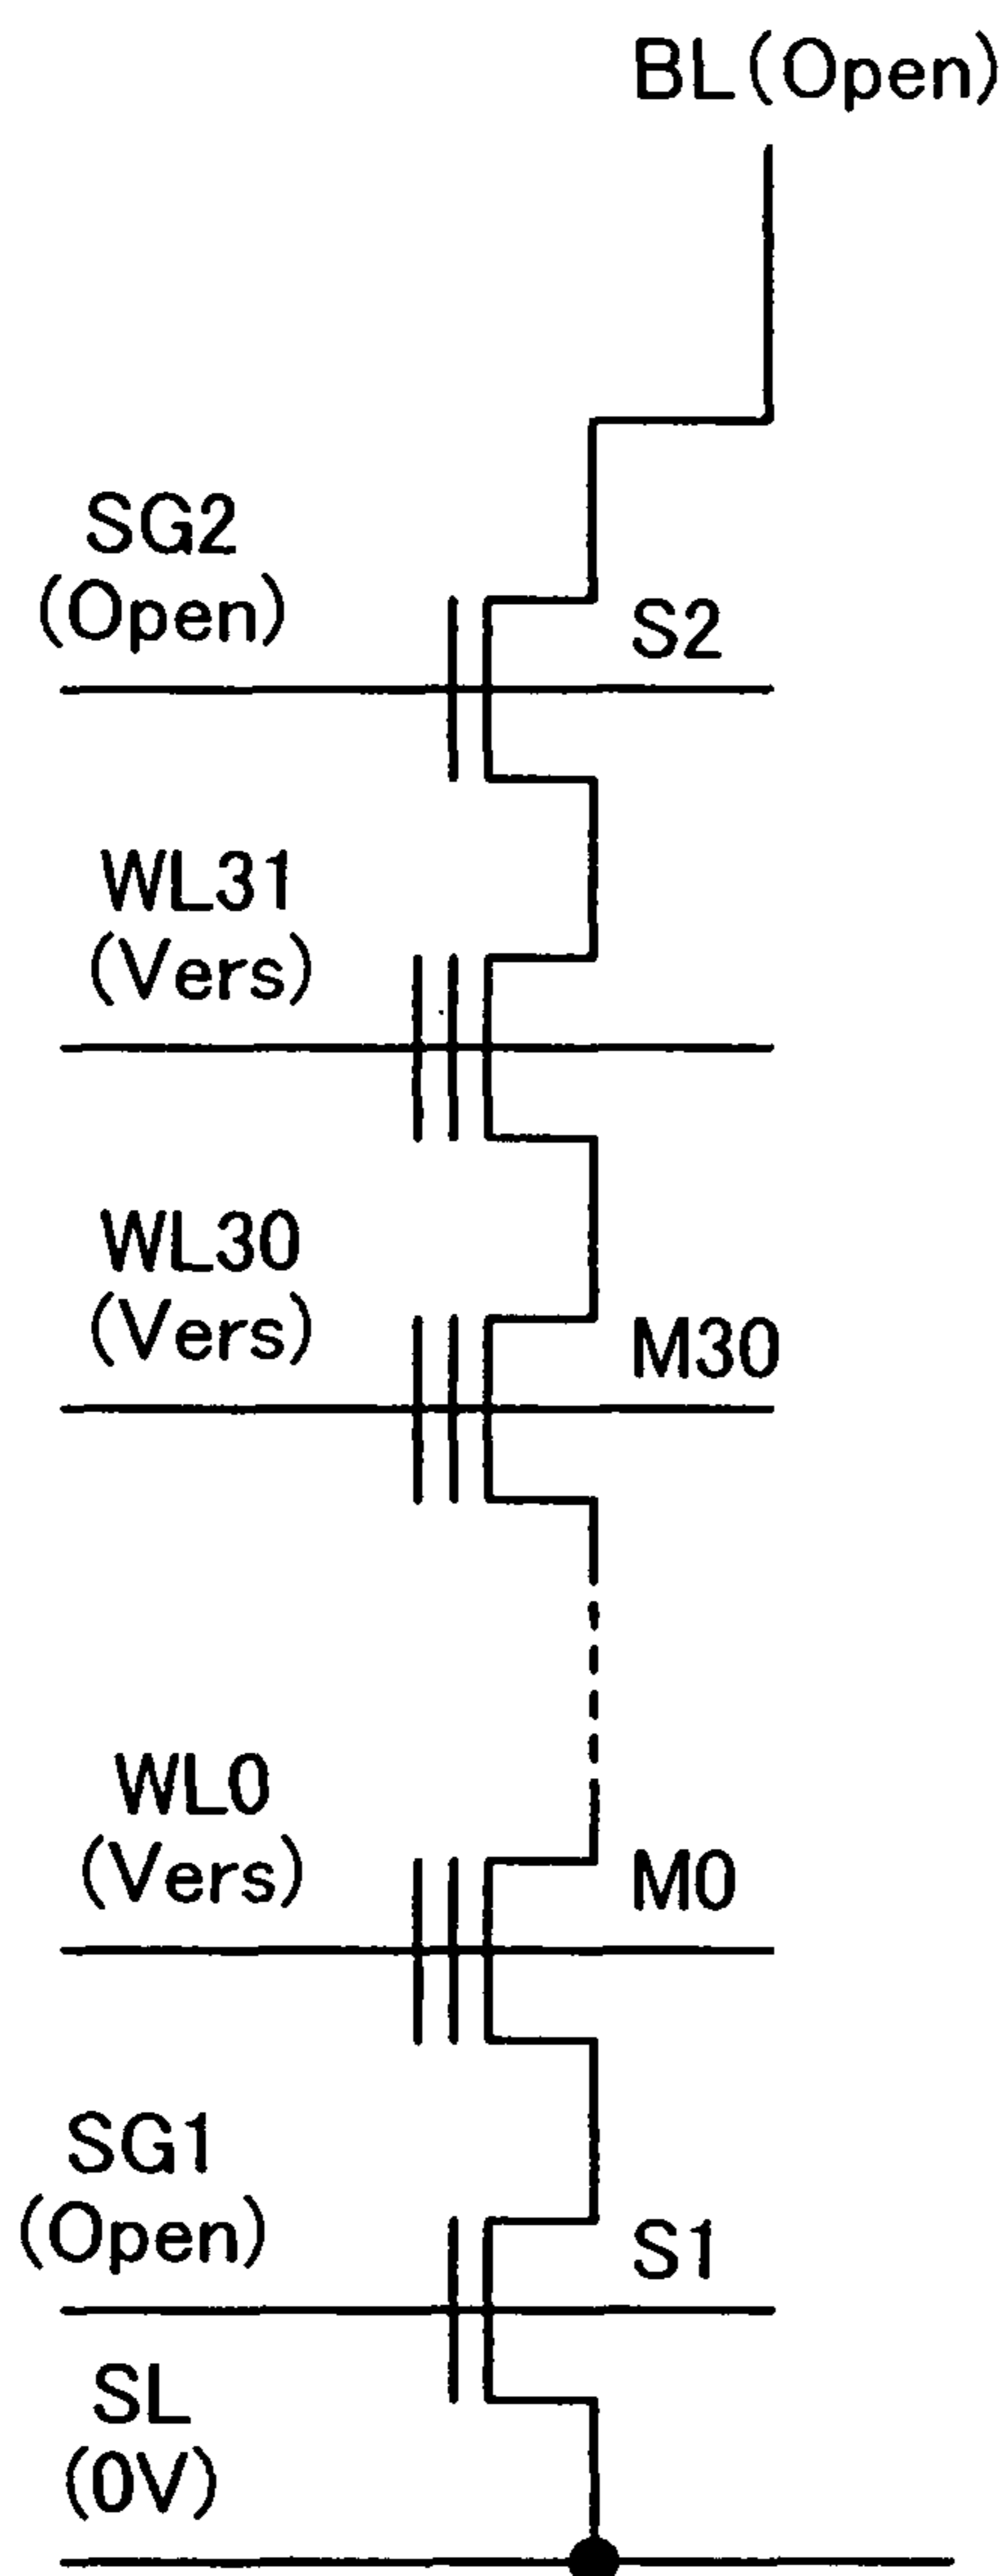 BL(Open)
SG2
(Open)
S2
WL31
(Vers)
WL30
(Vers)
M30
WL0
(Vers)
M0
SG1
(Open)
S1
SL
(0V)